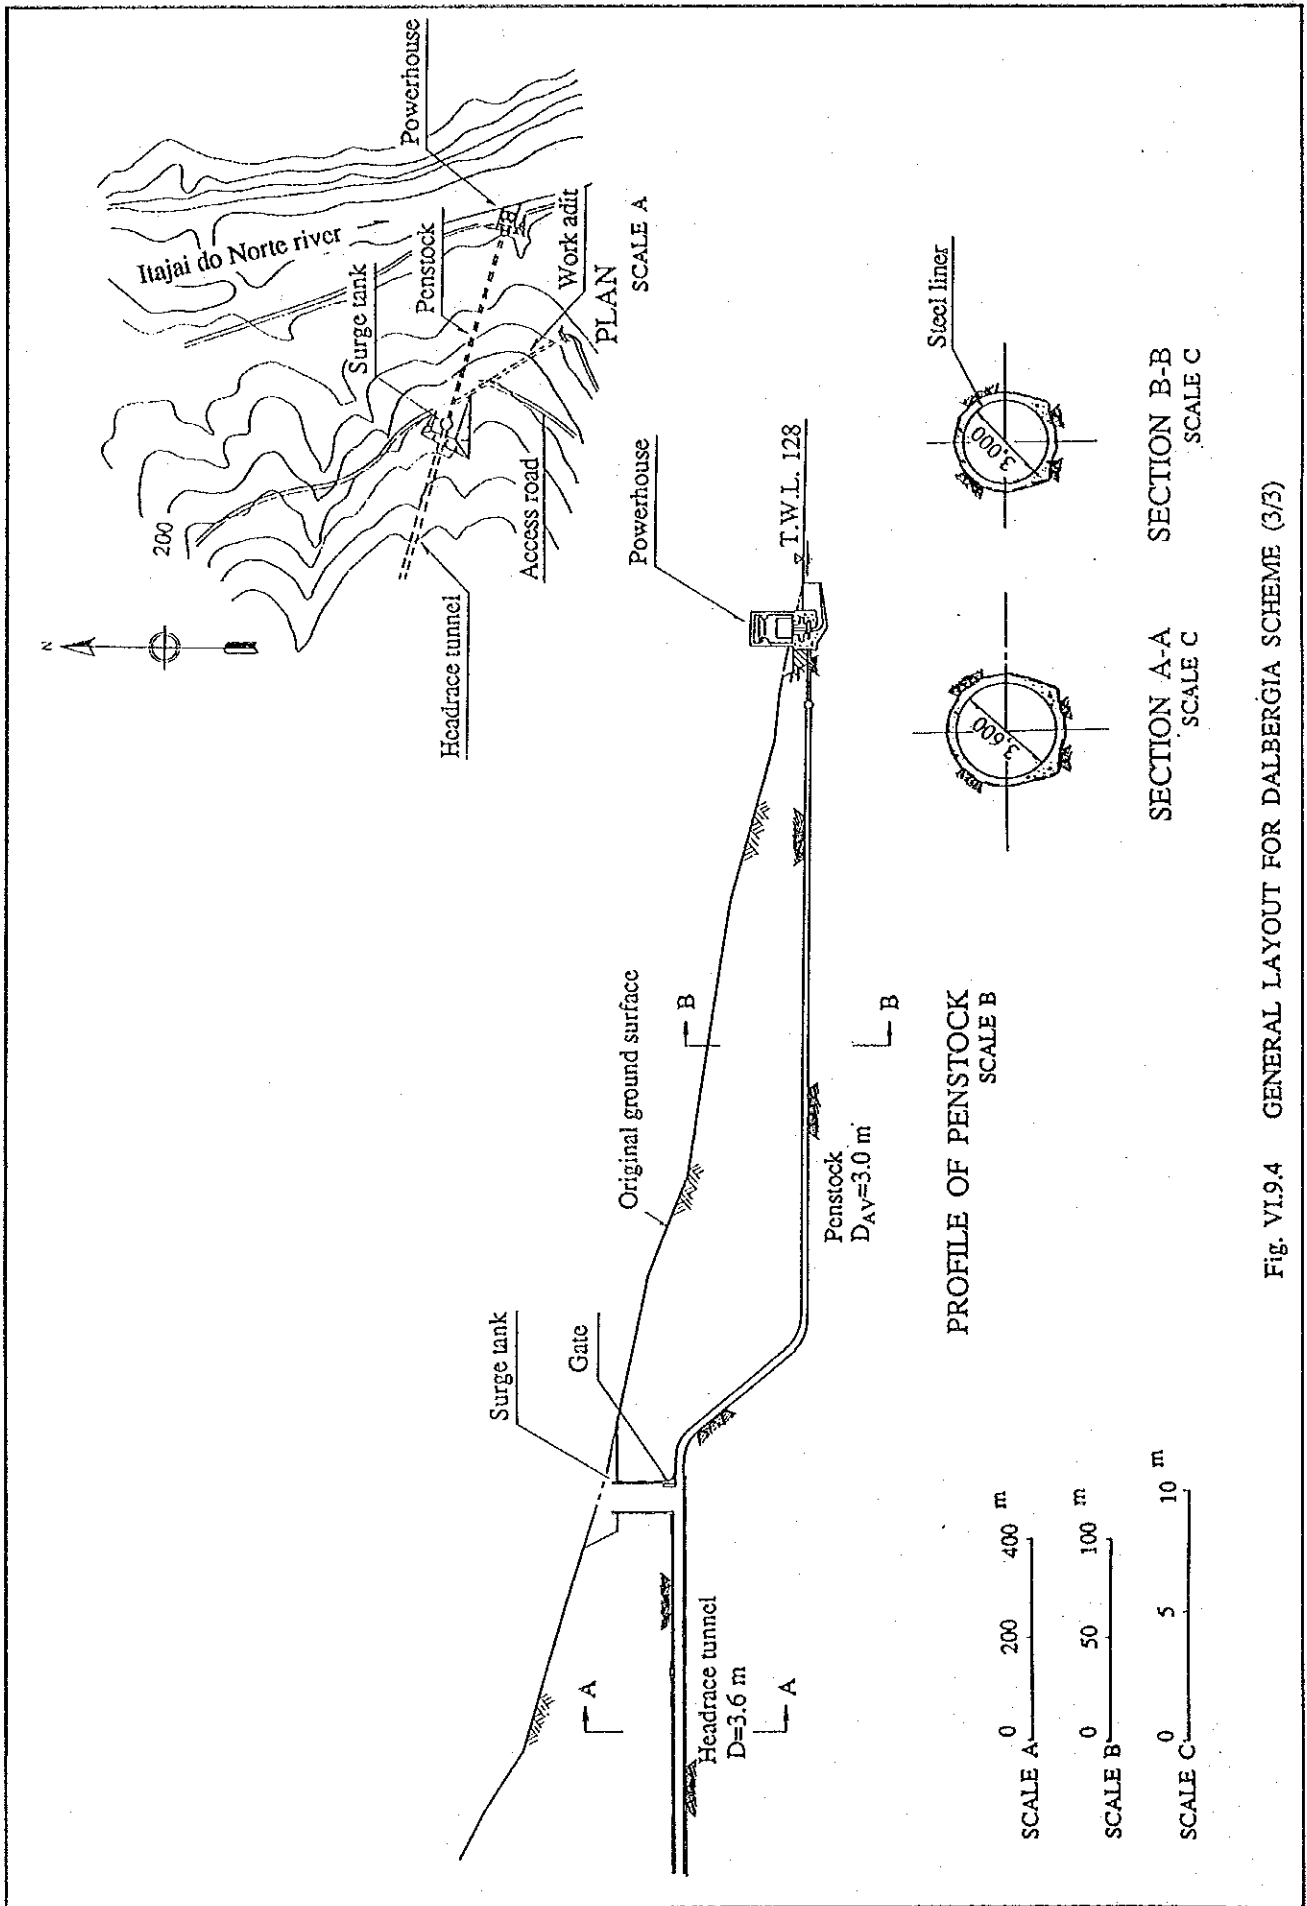 N
200
Itajai do Norte river
Powerhouse
Surge tank
Penstock
Work adit
Headrace tunnel
Access road
PLAN
SCALE A
Surge tank
Gate
Original ground surface
Powerhouse
T.W.L. 128
A
A
B
B
Headrace tunnel
D=3.6 m
Penstock
DAV=3.0 m
PROFILE OF PENSTOCK
SCALE B
Steel liner
3,600
3,000
SECTION A-A
SCALE C
SECTION B-B
SCALE C
SCALE A 0 200 400 m
SCALE B 0 50 100 m
SCALE C 0 5 10 m
Fig. VI.9.4 GENERAL LAYOUT FOR DALBERGIA SCHEME (3/3)